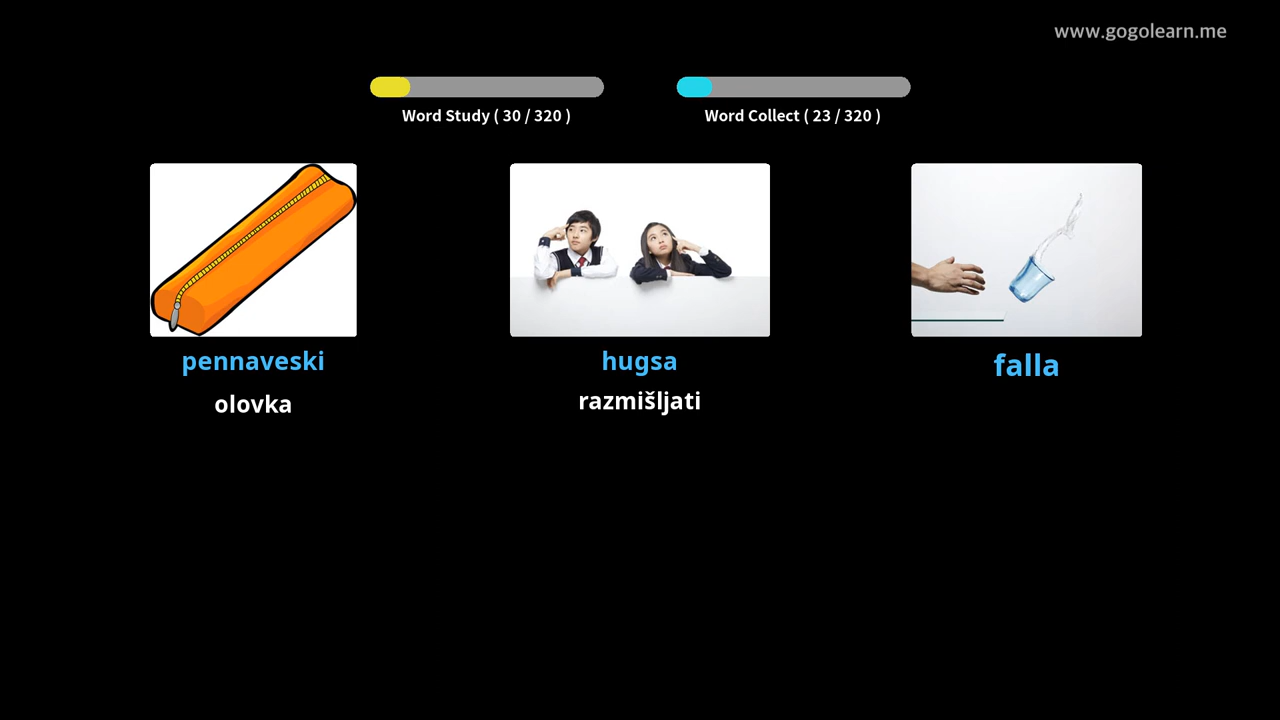 www.gogolearn.me
Word Study ( 30 / 320 )
Word Collect ( 23 / 320 )
pennaveski
olovka
hugsa
razmišljati
falla